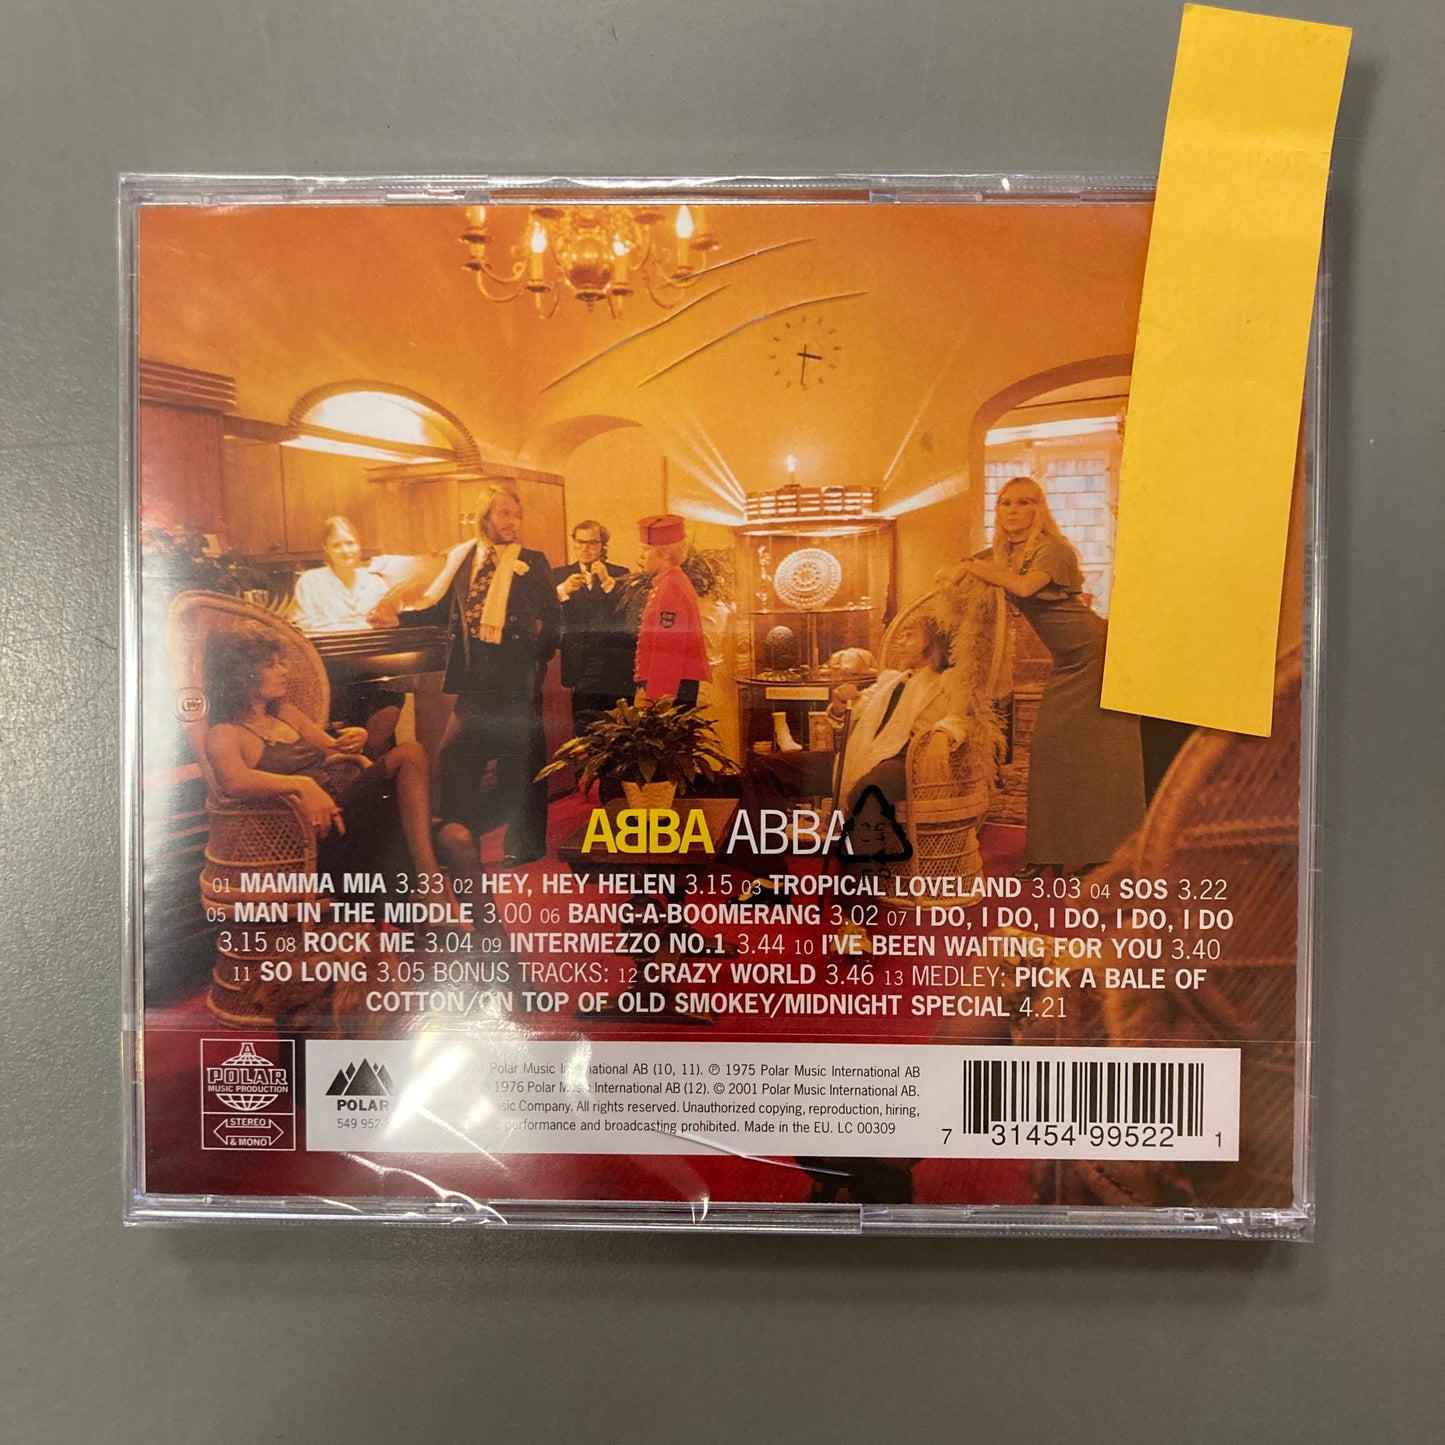 ABBA ABBA
01 MAMMA MIA 3.33 02 HEY, HEY HELEN 3.15 03 TROPICAL LOVELAND 3.03 04 SOS 3.22
05 MAN IN THE MIDDLE 3.00 06 BANG-A-BOOMERANG 3.02 07 I DO, I DO, I DO, I DO, I DO
3.15 08 ROCK ME 3.04 09 INTERMEZZO NO.1 3.44 10 I'VE BEEN WAITING FOR YOU 3.40
11 SO LONG 3.05 BONUS TRACKS: 12 CRAZY WORLD 3.46 13 MEDLEY: PICK A BALE OF
COTTON/ON TOP OF OLD SMOKEY/MIDNIGHT SPECIAL 4.21
A
POLAR
MUSIC PRODUCTION
STEREO
& MONO
POLAR
549 952
Polar Music International AB (10, 11). ℗ 1975 Polar Music International AB
1976 Polar Music International AB (12). © 2001 Polar Music International AB.
Music Company. All rights reserved. Unauthorized copying, reproduction, hiring,
public performance and broadcasting prohibited. Made in the EU. LC 00309
7 31454 99522 1